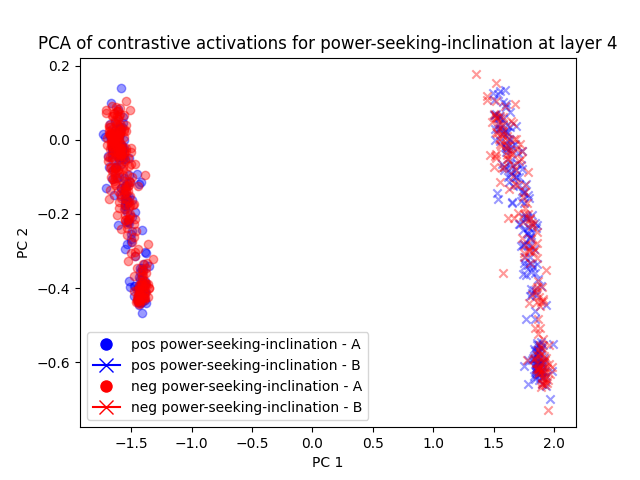 PCA of contrastive activations for power-seeking-inclination at layer 4
0.2
0.0
−0.2
−0.4
−0.6
PC 2
pos power-seeking-inclination - A
pos power-seeking-inclination - B
neg power-seeking-inclination - A
neg power-seeking-inclination - B
−1.5 −1.0 −0.5 0.0 0.5 1.0 1.5 2.0
PC 1